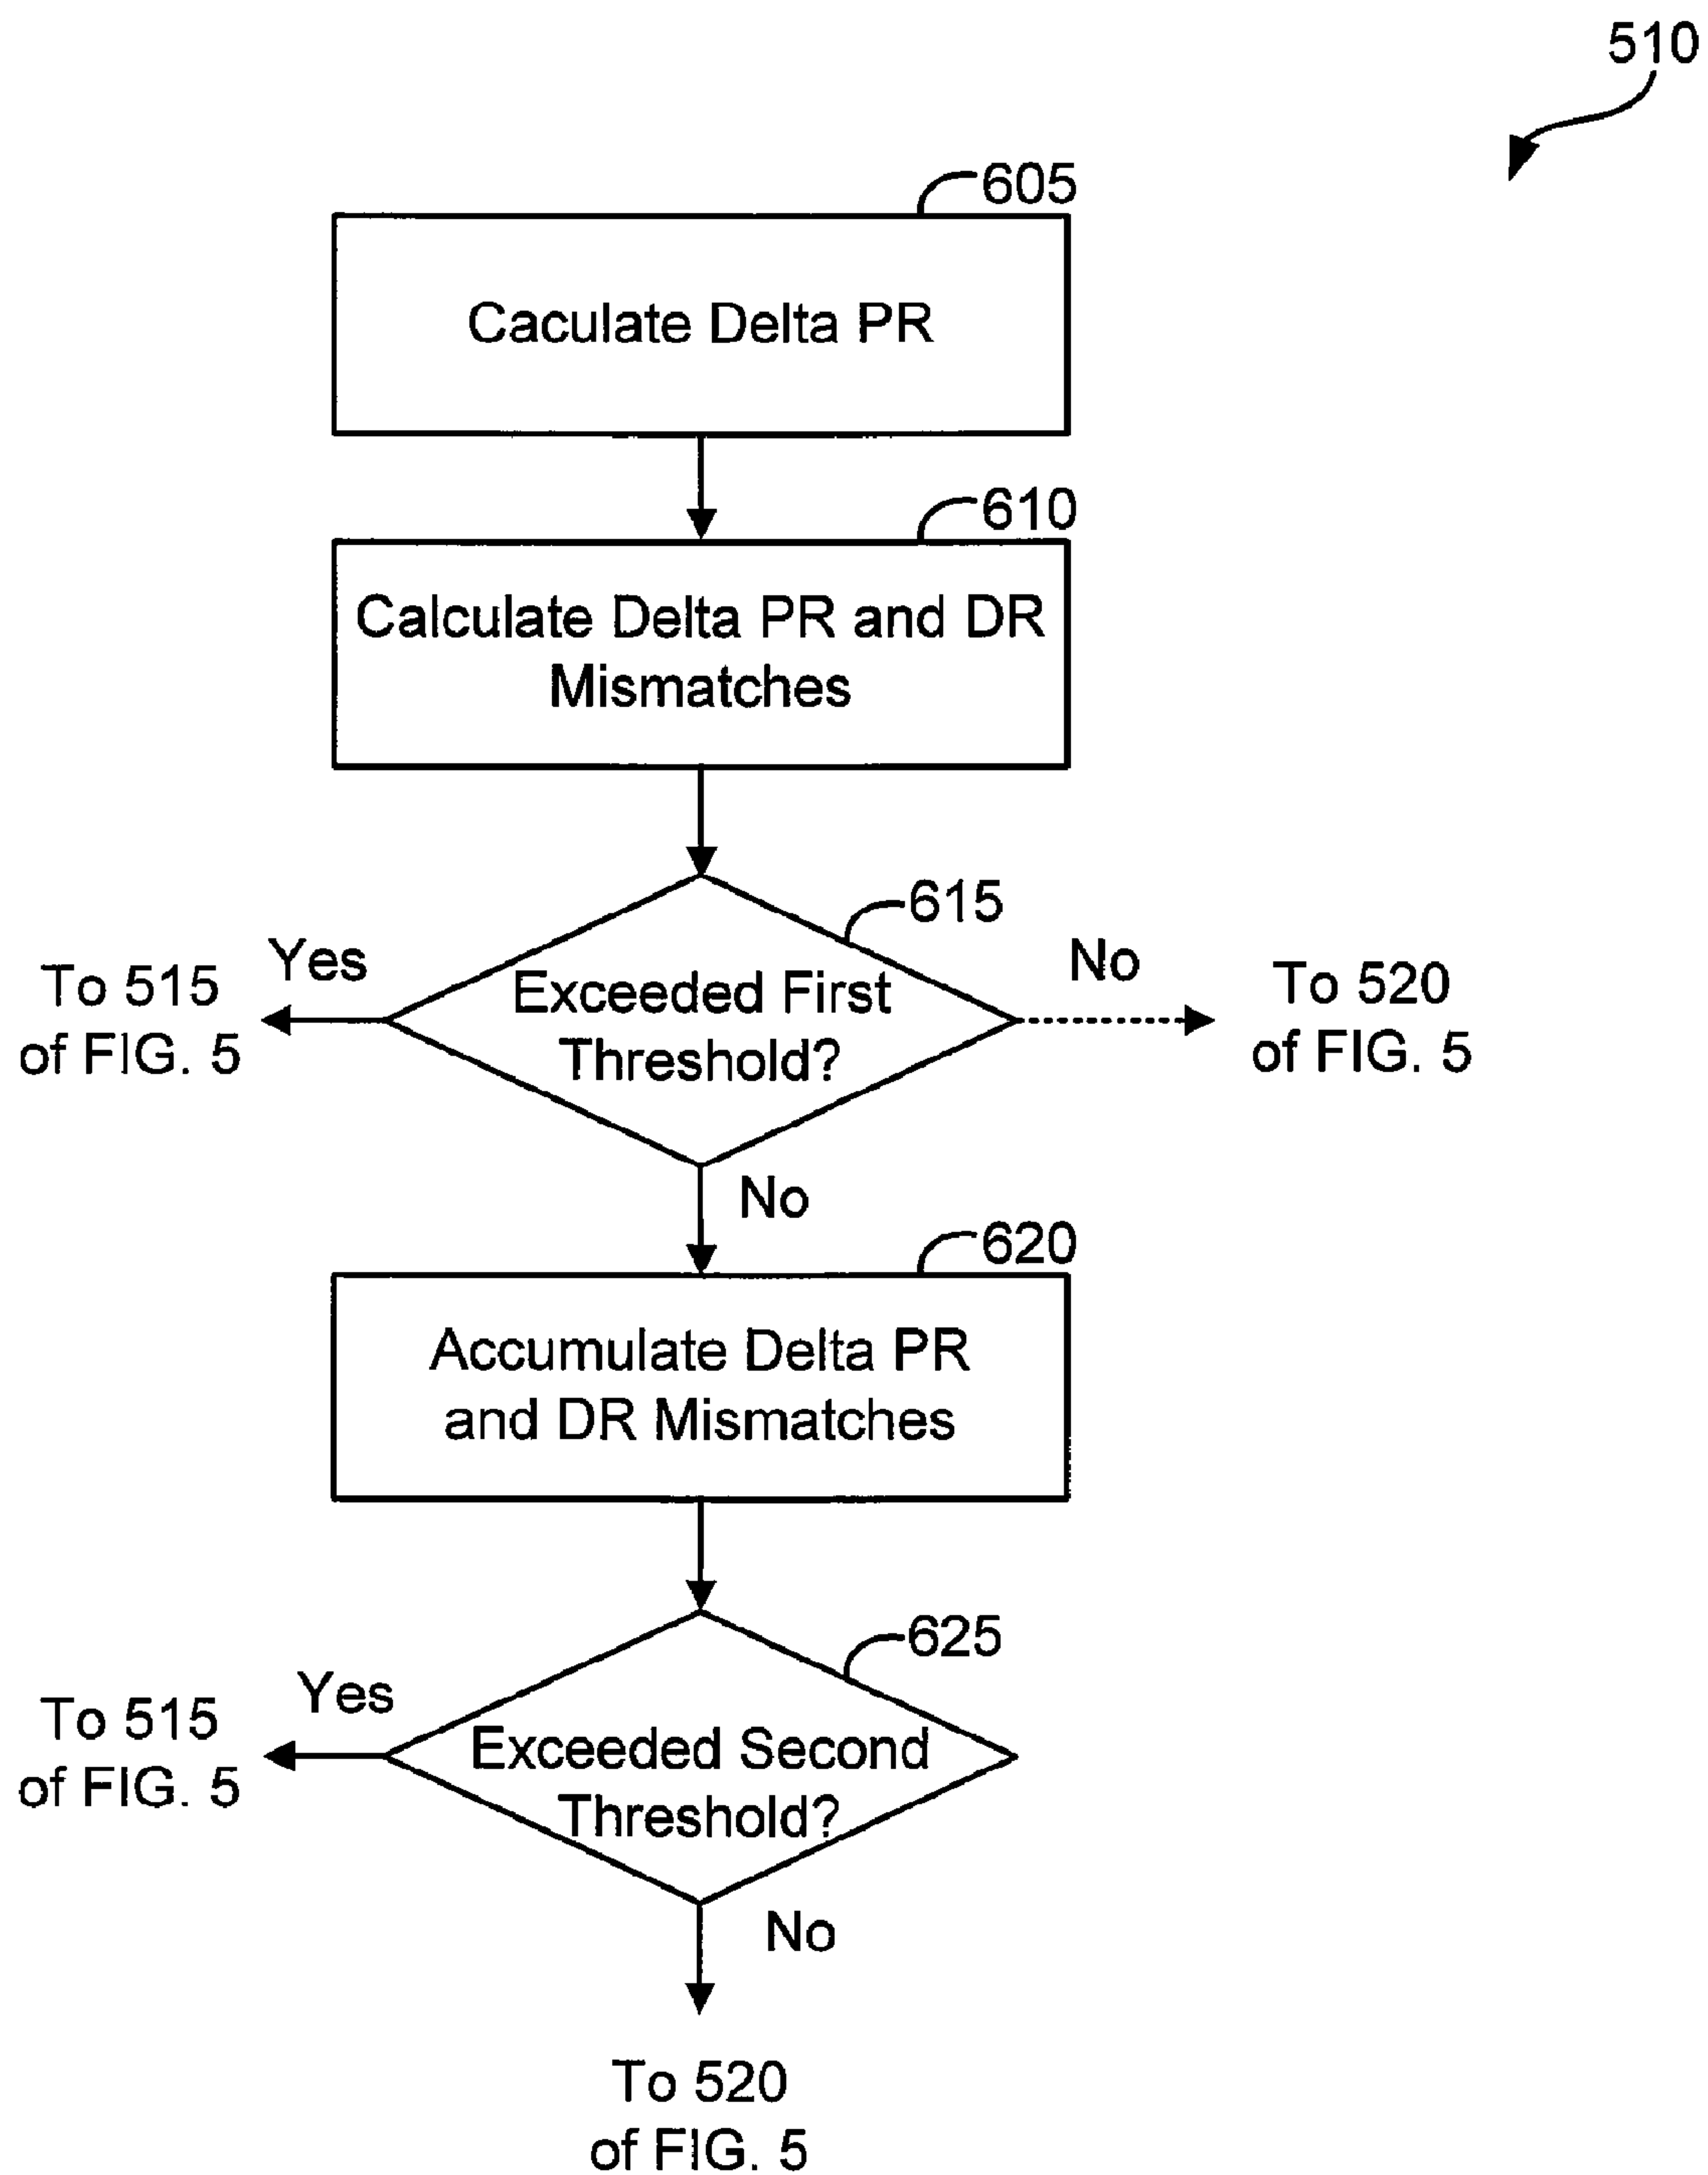 510
605
Caculate Delta PR
610
Calculate Delta PR and DR
Mismatches
615
Yes
No
To 515
of FIG. 5
Exceeded First
Threshold?
To 520
of FIG. 5
No
620
Accumulate Delta PR
and DR Mismatches
625
Yes
To 515
of FIG. 5
Exceeded Second
Threshold?
No
To 520
of FIG. 5